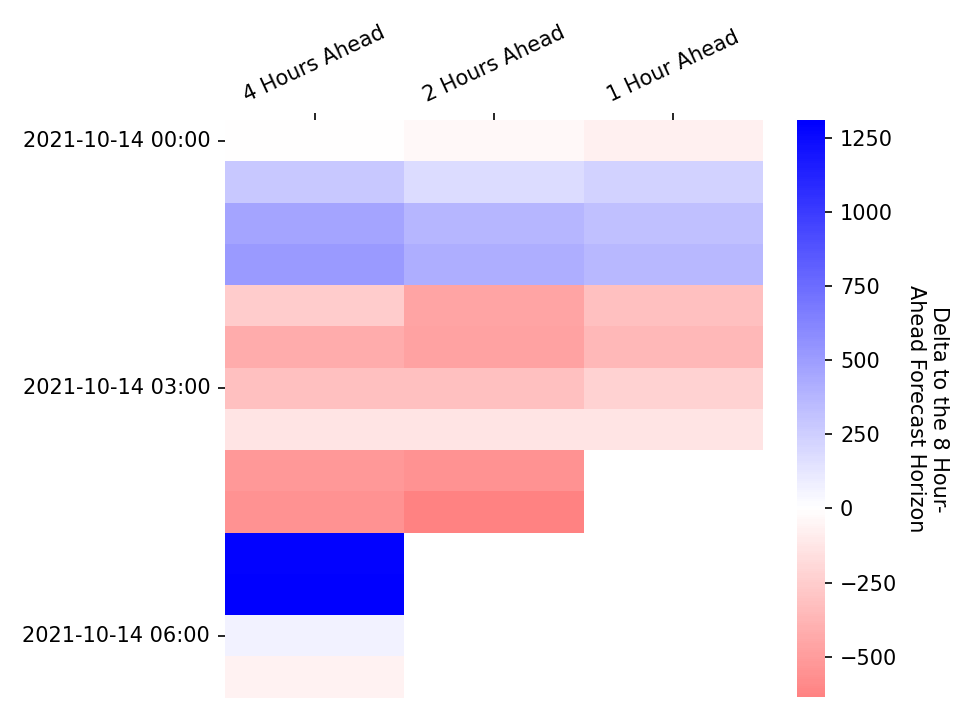 4 Hours Ahead
2 Hours Ahead
1 Hour Ahead
2021-10-14 00:00
2021-10-14 03:00
2021-10-14 06:00
1250
1000
750
500
250
0
−250
−500
Delta to the 8 Hour-
Ahead Forecast Horizon